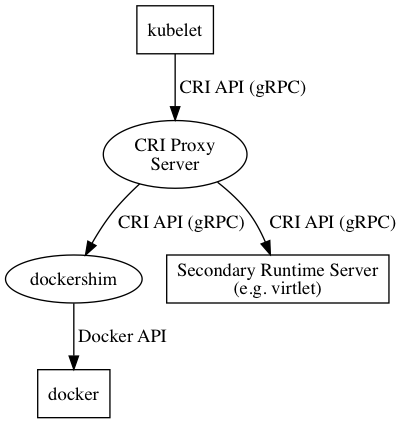 kubelet
CRI API (gRPC)
CRI Proxy
Server
CRI API (gRPC)
CRI API (gRPC)
dockershim
Secondary Runtime Server
(e.g. virtlet)
Docker API
docker